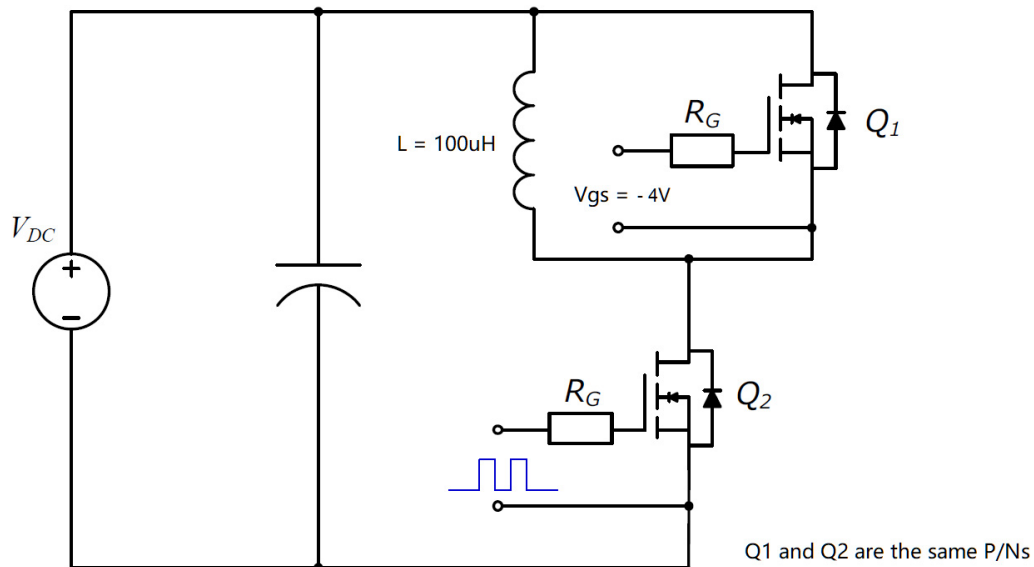 R_G
Q_1
L = 100uH
Vgs = - 4V
V_DC
R_G
Q_2
Q1 and Q2 are the same P/Ns